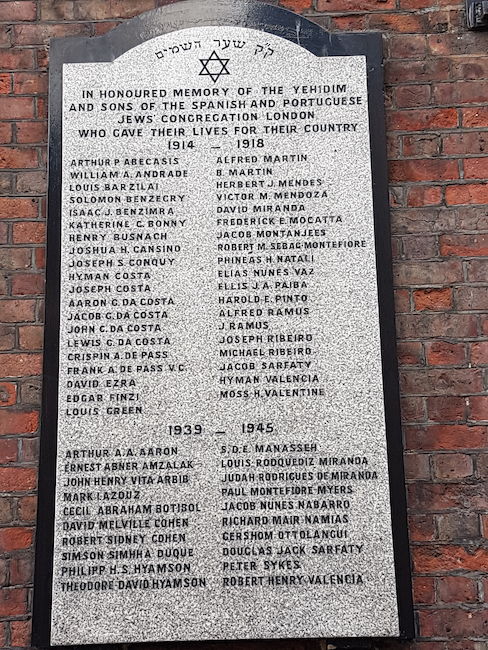 ק״ק שער השמים
IN HONOURED MEMORY OF THE YEHIDIM
AND SONS OF THE SPANISH AND PORTUGUESE
JEWS' CONGREGATION LONDON
WHO GAVE THEIR LIVES FOR THEIR COUNTRY
1914 – 1918
ARTHUR P. ABECASIS
WILLIAM A. ANDRADE
LOUIS BARZILAI
SOLOMON BENZECRY
ISAAC J. BENZIMRA
KATHERINE C. BONNY
HENRY BUSNACH
JOSHUA H. CANSINO
JOSEPH S. CONQUY
HYMAN COSTA
JOSEPH COSTA
AARON G. DA COSTA
JACOB G. DA COSTA
JOHN C. DA COSTA
LEWIS G. DA COSTA
CRISPIN A. DE PASS
FRANK A. DE PASS V.C.
DAVID EZRA
EDGAR FINZI
LOUIS GREEN
ALFRED MARTIN
B. MARTIN
HERBERT J. MENDES
VICTOR M. MENDOZA
DAVID MIRANDA
FREDERICK E. MOCATTA
JACOB MONTANJEES
ROBERT M. SEBAG-MONTEFIORE
PHINEAS H. NATALI
ELIAS NUNES VAZ
ELLIS J. A. PAIBA
HAROLD E. PINTO
ALFRED RAMUS
J. RAMUS
JOSEPH RIBEIRO
MICHAEL RIBEIRO
JACOB SARFATY
HYMAN VALENCIA
MOSS H. VALENTINE
1939 – 1945
ARTHUR A. A. AARON
ERNEST ABNER AMZALAK
JOHN HENRY VITA ARBIB
MARK LAZOUZ
CECIL ABRAHAM BOTIBOL
DAVID MELVILLE COHEN
ROBERT SIDNEY COHEN
SIMSON SIMHHA DUQUE
PHILIPP H. S. HYAMSON
THEODORE DAVID HYAMSON
S. D. E. MANASSEH
LOUIS RODQUEDIZ MIRANDA
JUDAH RODRIGUES DE MIRANDA
PAUL MONTEFIORE MYERS
JACOB NUNES NABARRO
RICHARD MAIR NAMIAS
GERSHOM OTTOLANGUI
DOUGLAS JACK SARFATY
PETER SYKES
ROBERT HENRY VALENCIA